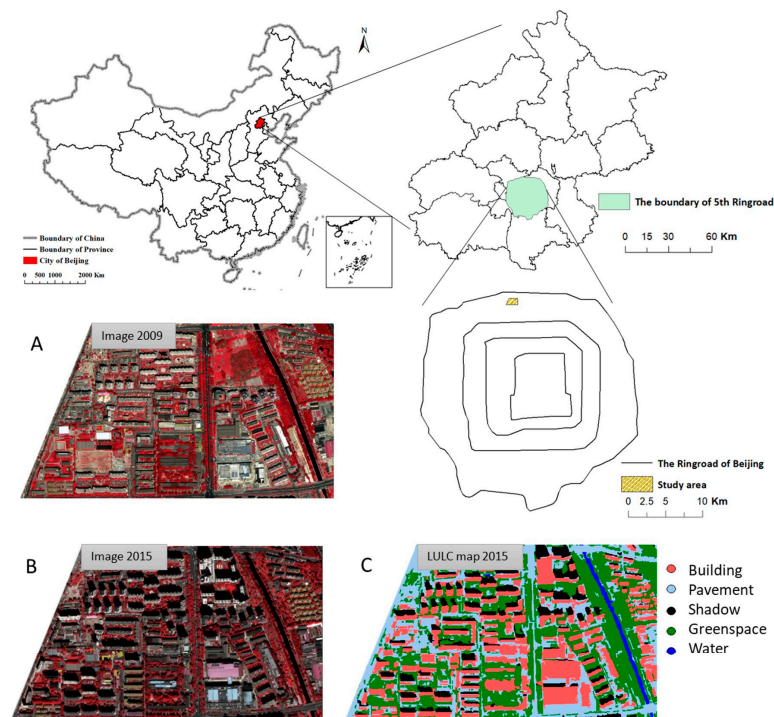 N
Boundary of China
Boundary of Province
City of Beijing
0 500 1000 2000 Km
The boundary of 5th Ringroad
0 15 30 60 Km
A
Image 2009
The Ringroad of Beijing
Study area
0 2.5 5 10 Km
B
Image 2015
C
LULC map 2015
Building
Pavement
Shadow
Greenspace
Water